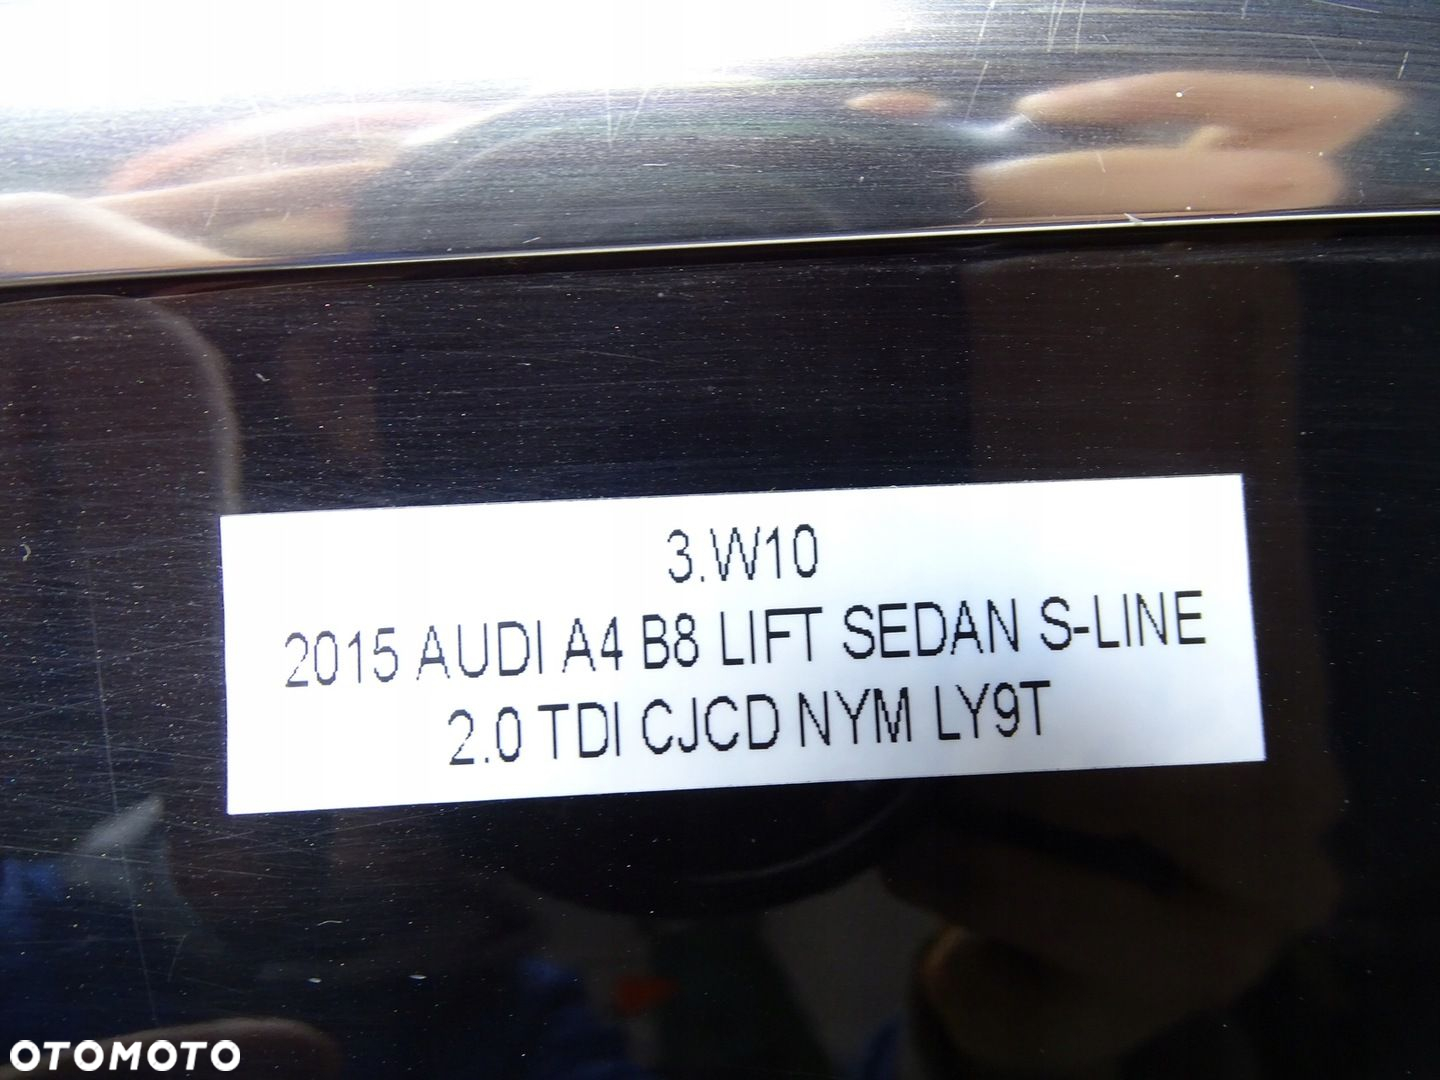 3.W10
2015 AUDI A4 B8 LIFT SEDAN S-LINE
2.0 TDI CJCD NYM LY9T
OTOMOTO